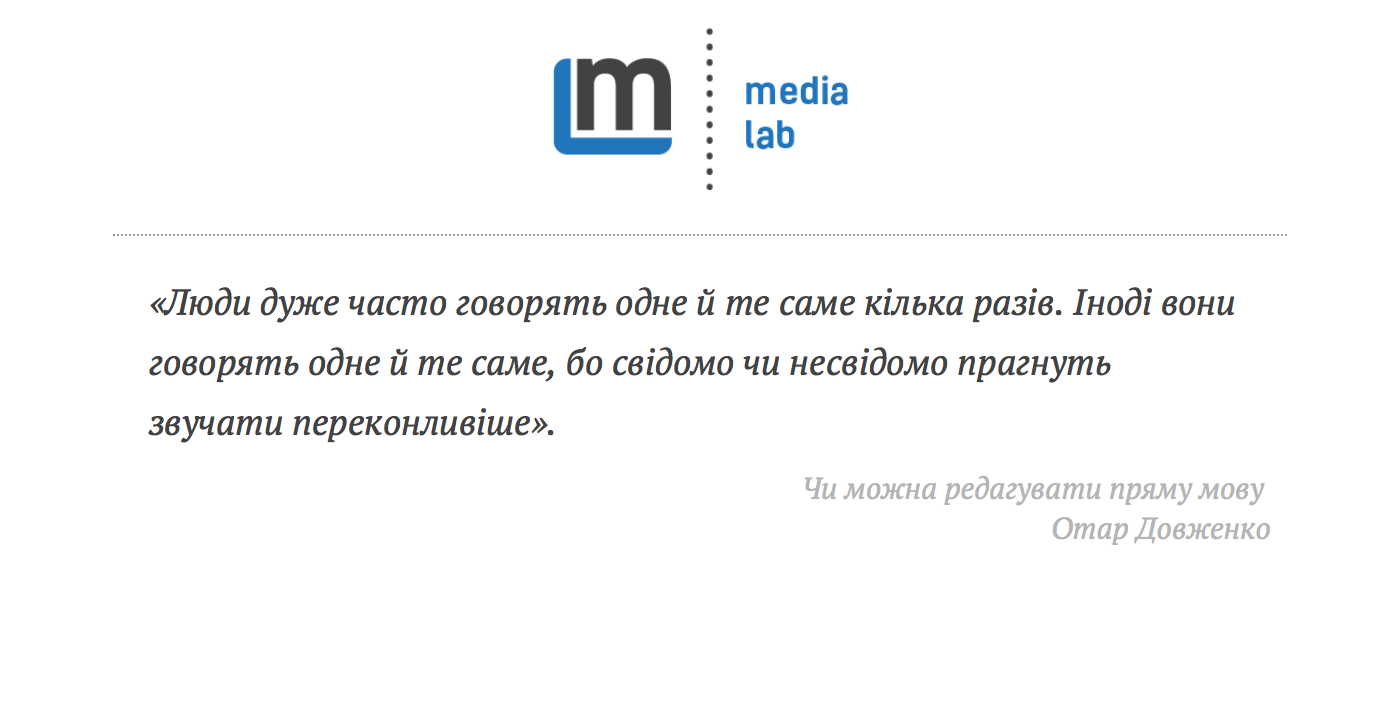 m
media
lab
«Люди дуже часто говорять одне й те саме кілька разів. Іноді вони
говорять одне й те саме, бо свідомо чи несвідомо прагнуть
звучати переконливіше».
Чи можна редагувати пряму мову
Отар Довженко